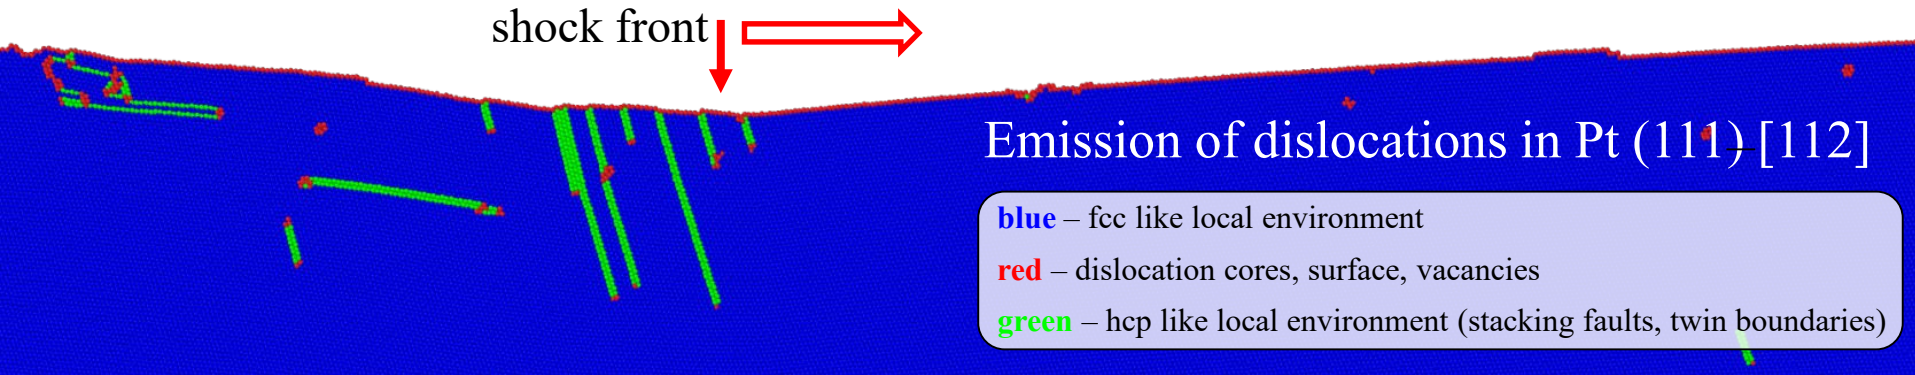 shock front
Emission of dislocations in Pt (111) [112]
blue – fcc like local environment
red – dislocation cores, surface, vacancies
green – hcp like local environment (stacking faults, twin boundaries)